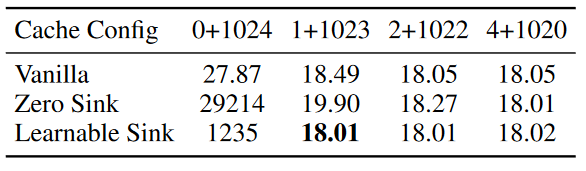 Cache Config 0+1024 1+1023 2+1022 4+1020
Vanilla 27.87 18.49 18.05 18.05
Zero Sink 29214 19.90 18.27 18.01
Learnable Sink 1235 18.01 18.01 18.02